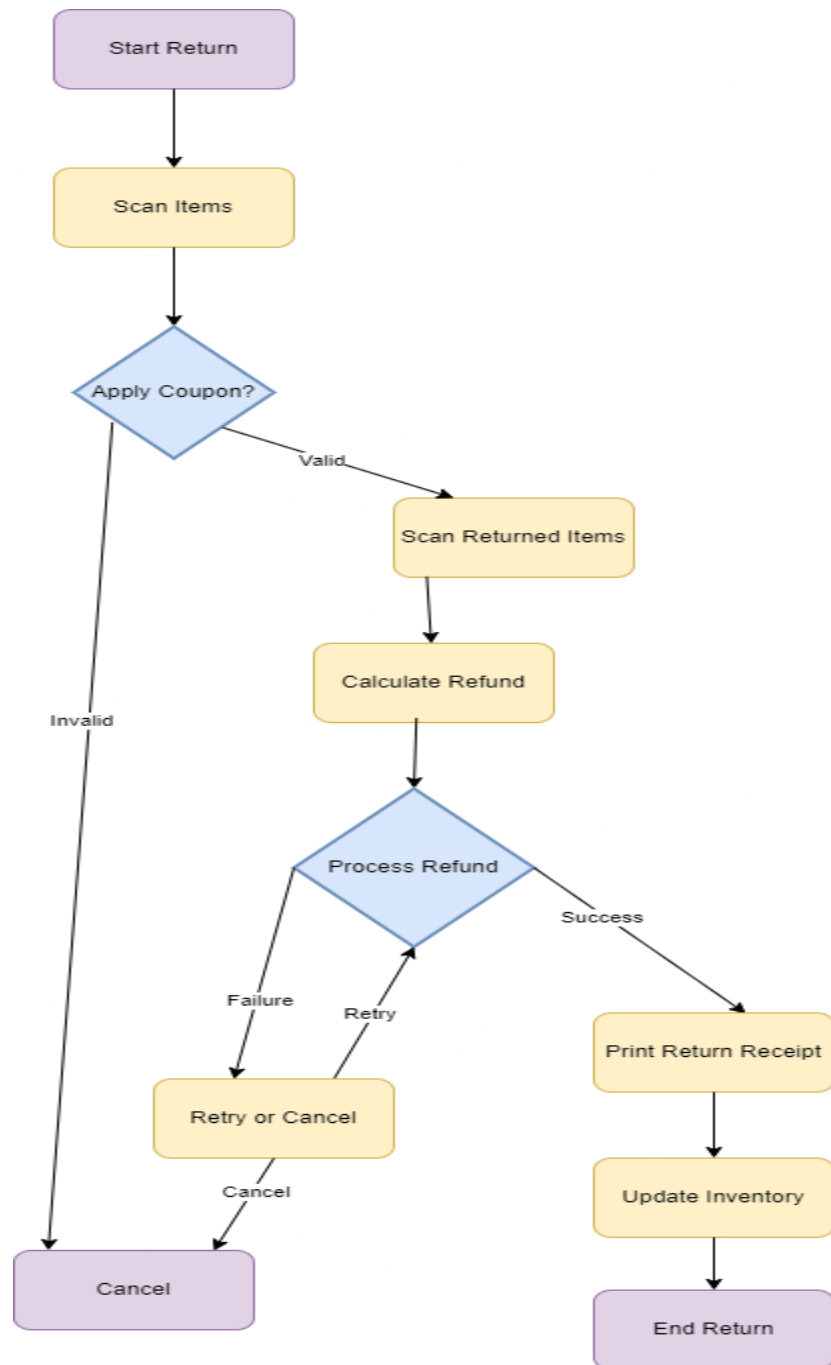 Start Return
Scan Items
Apply Coupon?
Valid
Scan Returned Items
Calculate Refund
Invalid
Process Refund
Success
Failure
Retry
Print Return Receipt
Retry or Cancel
Cancel
Update Inventory
Cancel
End Return